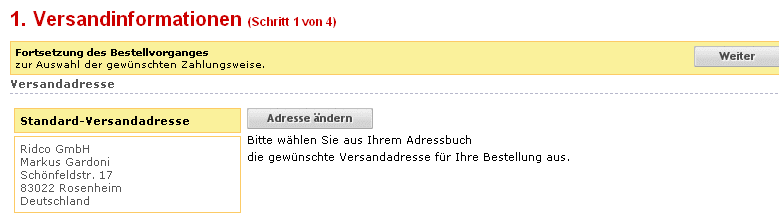 1. Versandinformationen (Schritt 1 von 4)
Fortsetzung des Bestellvorganges
zur Auswahl der gewünschten Zahlungsweise.
Weiter
Versandadresse
Standard-Versandadresse
Ridco GmbH
Markus Gardoni
Schönfeldstr. 17
83022 Rosenheim
Deutschland
Adresse ändern
Bitte wählen Sie aus Ihrem Adressbuch
die gewünschte Versandadresse für Ihre Bestellung aus.